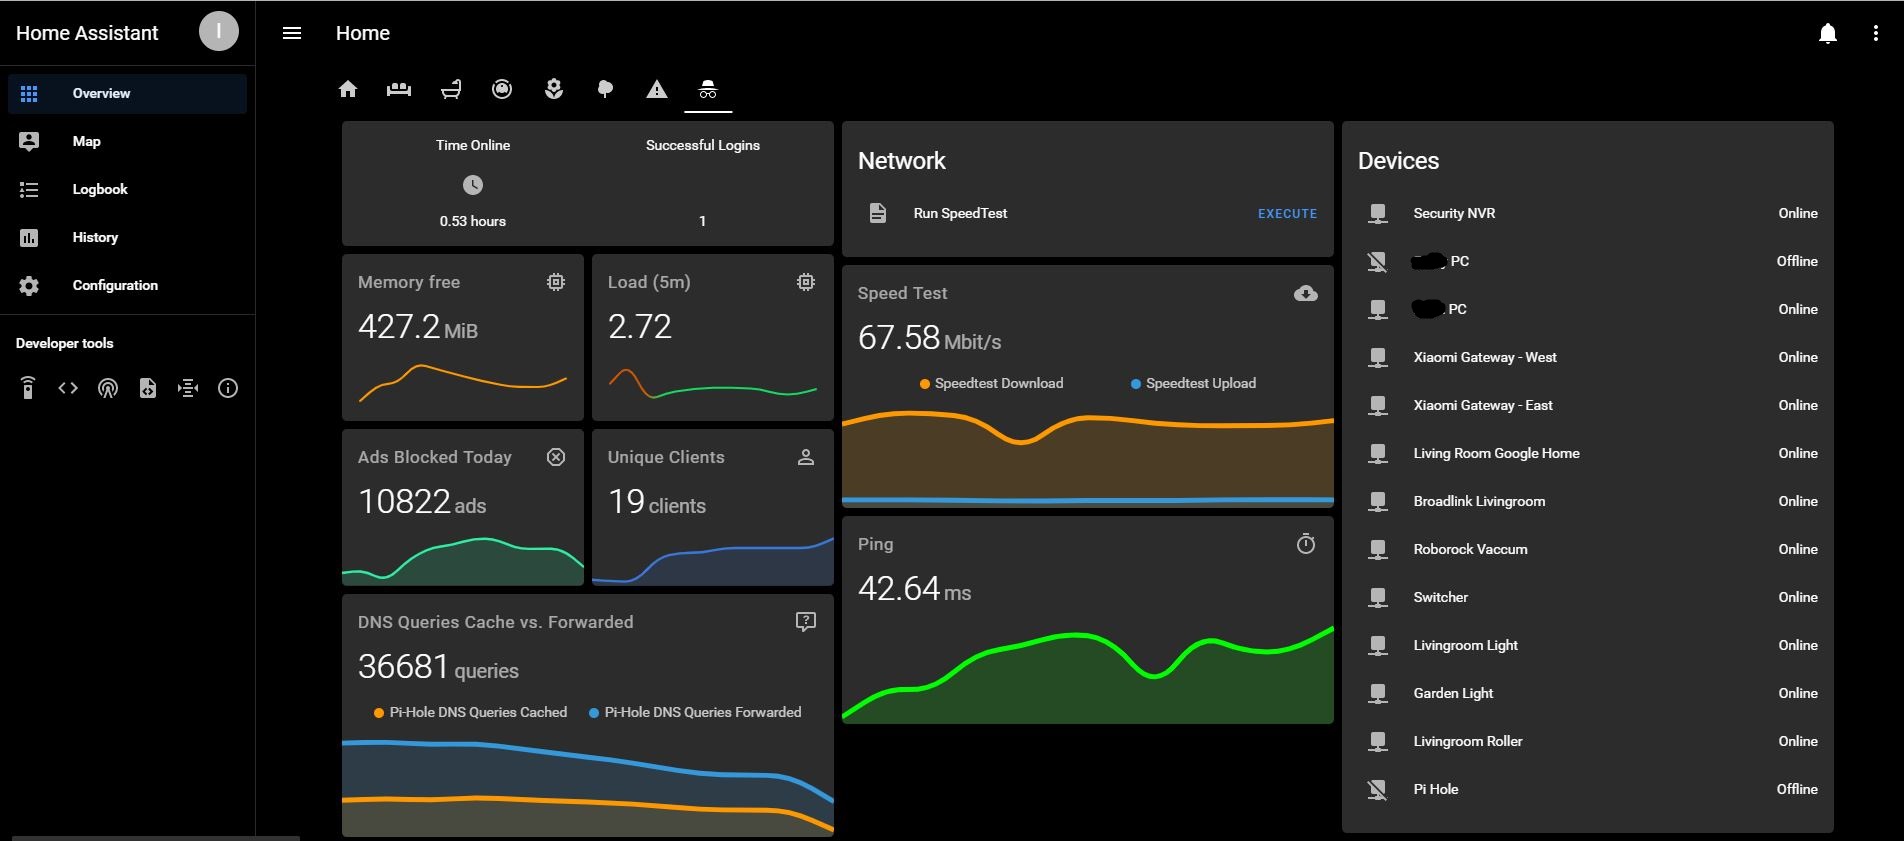 Home Assistant
I
Overview
Map
Logbook
History
Configuration
Developer tools
Home
Time Online
Successful Logins
0.53 hours
1
Memory free
427.2 MiB
Load (5m)
2.72
Ads Blocked Today
10822 ads
Unique Clients
19 clients
DNS Queries Cache vs. Forwarded
36681 queries
Pi-Hole DNS Queries Cached
Pi-Hole DNS Queries Forwarded
Network
Run SpeedTest
EXECUTE
Speed Test
67.58 Mbit/s
Speedtest Download
Speedtest Upload
Ping
42.64 ms
Devices
Security NVR Online
PC Offline
PC Online
Xiaomi Gateway - West Online
Xiaomi Gateway - East Online
Living Room Google Home Online
Broadlink Livingroom Online
Roborock Vaccum Online
Switcher Online
Livingroom Light Online
Garden Light Online
Livingroom Roller Online
Pi Hole Offline